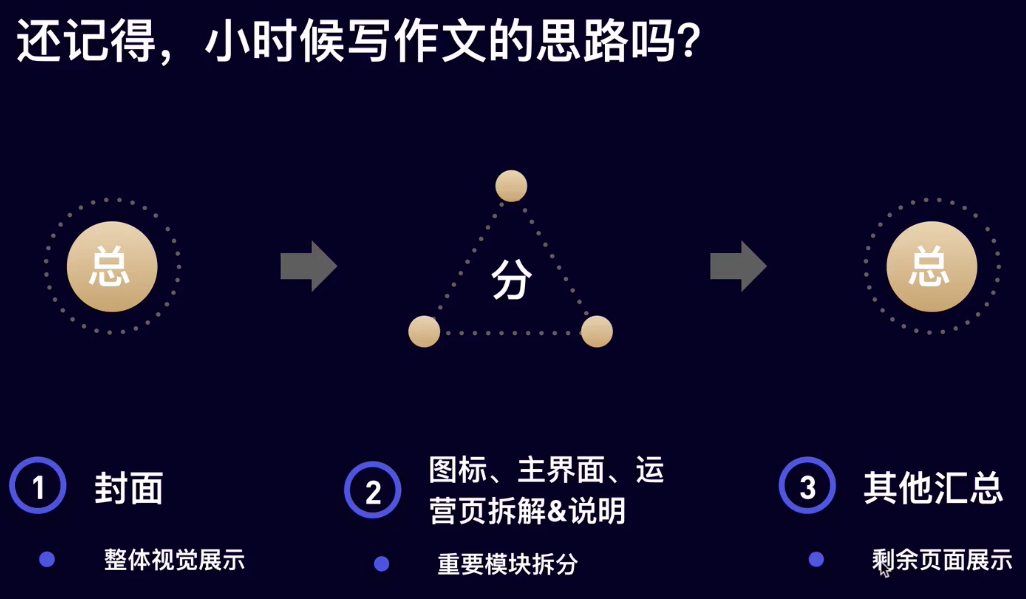 还记得，小时候写作文的思路吗？
总
分
总
1 封面
整体视觉展示
2 图标、主界面、运
营页拆解&说明
重要模块拆分
3 其他汇总
剩余页面展示